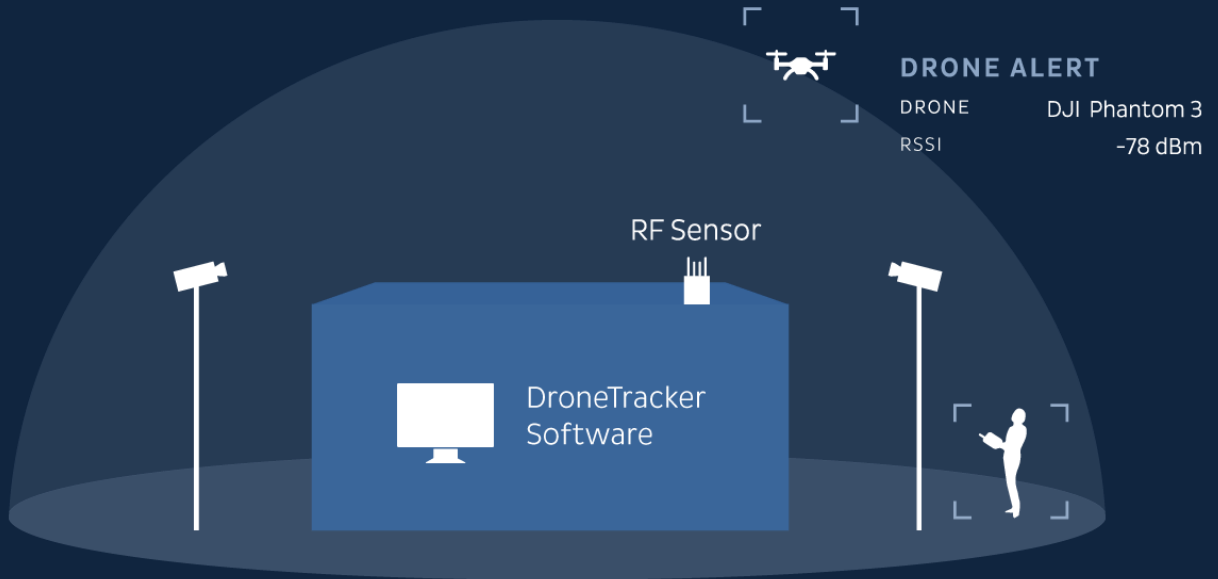 DRONE ALERT
DRONE DJI Phantom 3
RSSI -78 dBm
RF Sensor
DroneTracker
Software